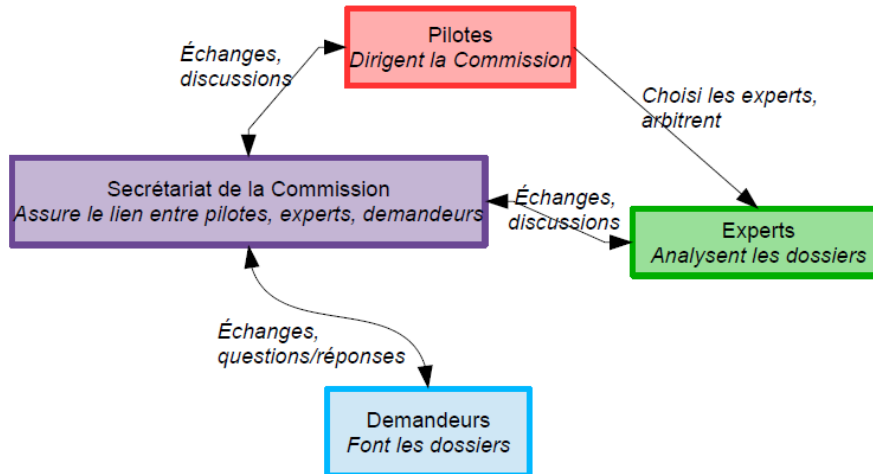 Pilotes
Dirigent la Commission
Échanges,
discussions
Choisi les experts,
arbitrent
Secrétariat de la Commission
Assure le lien entre pilotes, experts, demandeurs
Échanges,
discussions
Experts
Analysent les dossiers
Échanges,
questions/réponses
Demandeurs
Font les dossiers